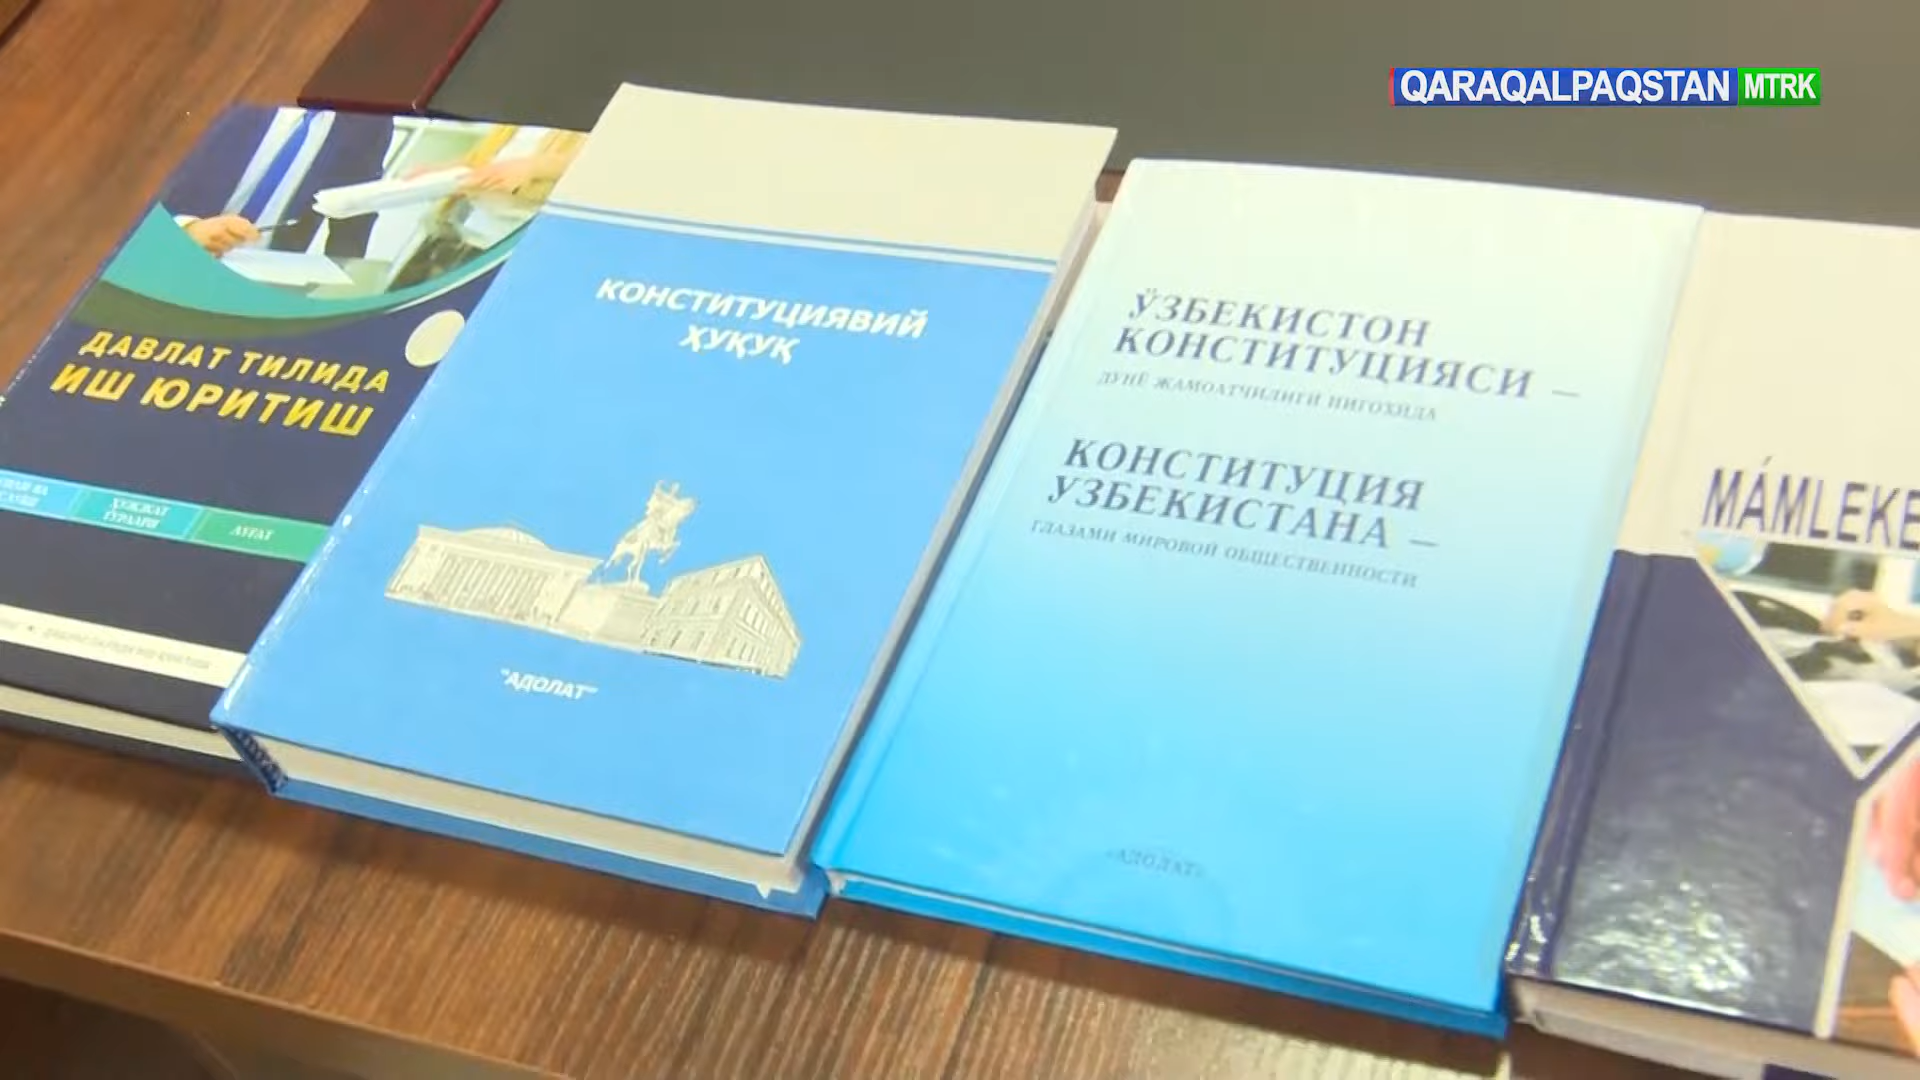 QARAQALPAQSTAN MTRK
ДАВЛАТ ТИЛИДА
ИШ ЮРИТИШ
ҲУЖЖАТ
ЛУҒАТ
КОНСТИТУЦИЯВИЙ
ҲУҚУҚ
"АДОЛАТ"
ЎЗБЕКИСТОН
КОНСТИТУЦИЯСИ –
ДУНЁ ЖАМОАТЧИЛИГИ НИГОҲИДА
КОНСТИТУЦИЯ
УЗБЕКИСТАНА –
ГЛАЗАМИ МИРОВОЙ ОБЩЕСТВЕННОСТИ
«АДОЛАТ»
MÁMLEKE